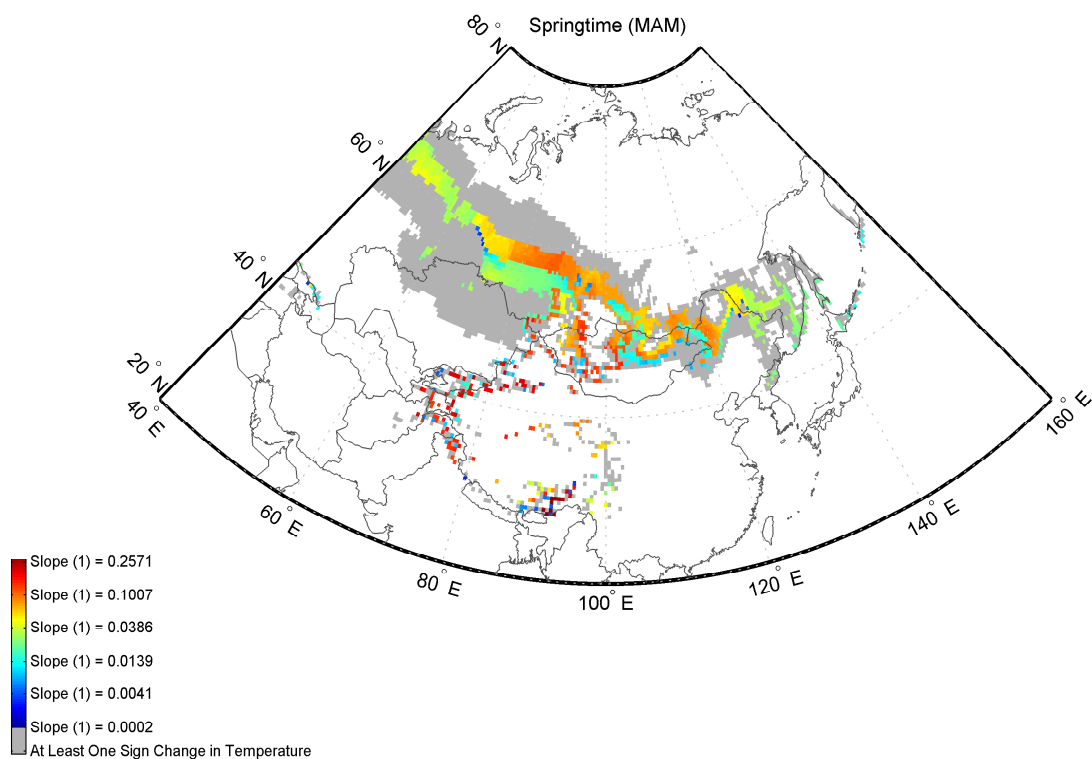 Springtime (MAM)
80 ° N
60 ° N
40 ° N
20 ° N
40 ° E
60 ° E
80 ° E
100 ° E
120 ° E
140 ° E
160 ° E
Slope (1) = 0.2571
Slope (1) = 0.1007
Slope (1) = 0.0386
Slope (1) = 0.0139
Slope (1) = 0.0041
Slope (1) = 0.0002
At Least One Sign Change in Temperature